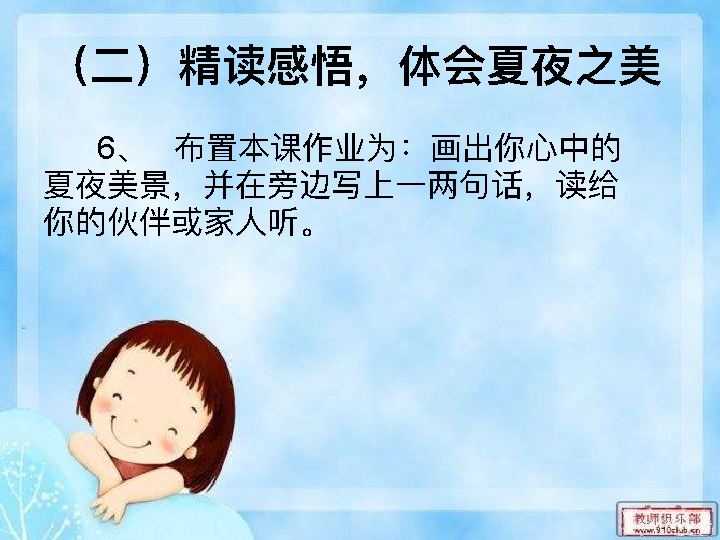 （二）精读感悟，体会夏夜之美
6、 布置本课作业为：画出你心中的
夏夜美景，并在旁边写上一两句话，读给
你的伙伴或家人听。
教师俱乐部
www.910club.cn